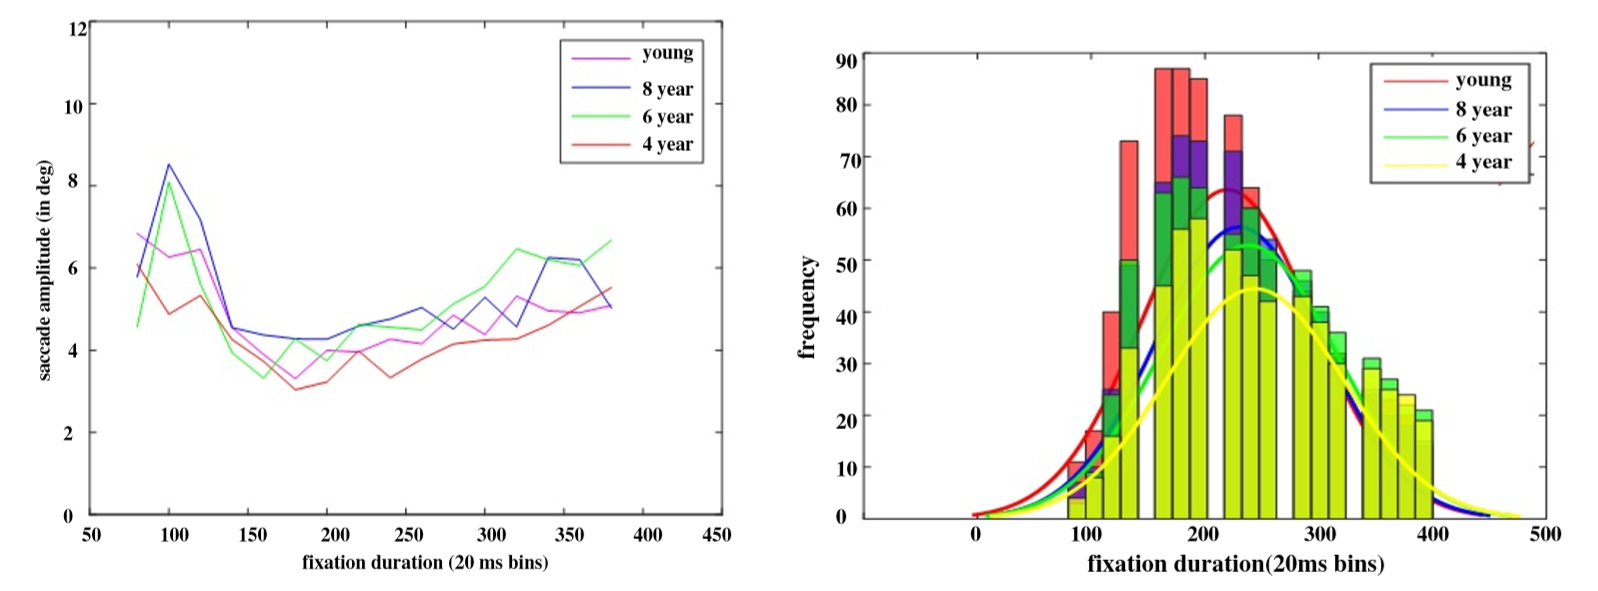 12
10
8
6
4
2
0
50 100 150 200 250 300 350 400 450
saccade amplitude (in deg)
fixation duration (20 ms bins)
young
8 year
6 year
4 year
90
80
70
60
50
40
30
20
10
0
0 100 200 300 400 500
frequency
fixation duration(20ms bins)
young
8 year
6 year
4 year